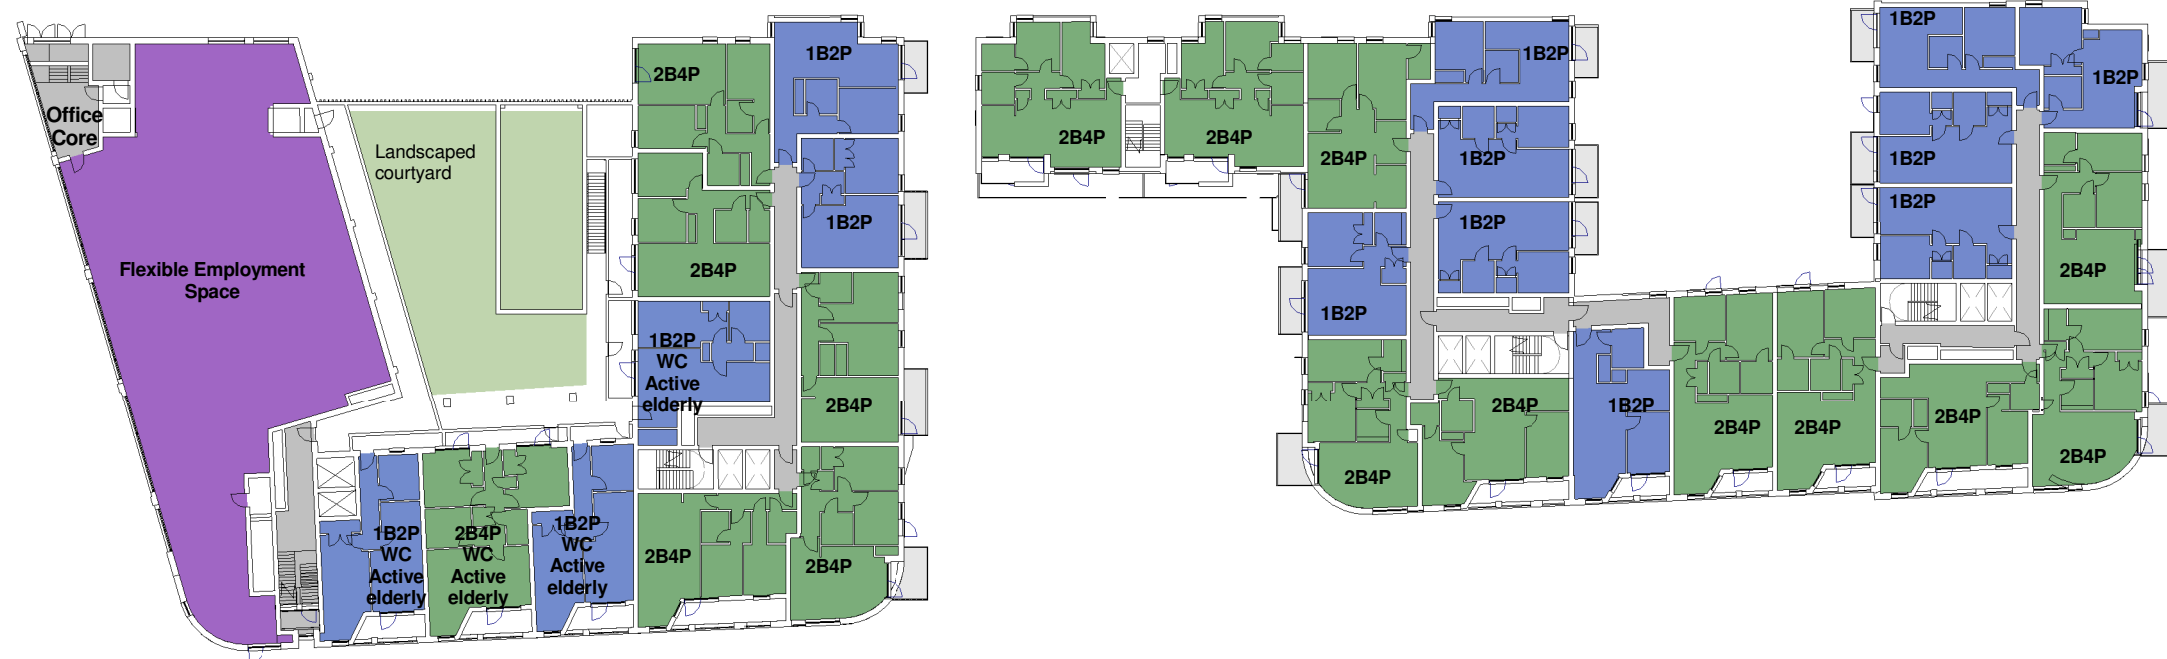 Office
Core
Flexible Employment
Space
Landscaped
courtyard
2B4P
1B2P
1B2P
2B4P
1B2P
WC
Active
elderly
2B4P
1B2P
WC
Active
elderly
2B4P
WC
Active
elderly
1B2P
WC
Active
elderly
2B4P
2B4P
2B4P
2B4P
2B4P
1B2P
1B2P
1B2P
1B2P
2B4P
2B4P
1B2P
2B4P
2B4P
1B2P
1B2P
1B2P
1B2P
2B4P
2B4P
2B4P